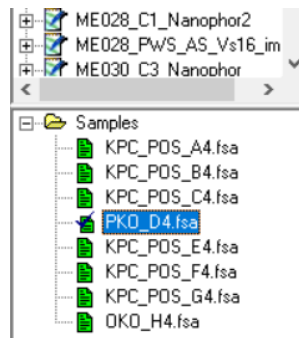 ME028_C1_Nanophor2
ME028_PWS_AS_Vs16_im
ME030_C3_Nanophor
Samples
KPC_POS_A4.fsa
KPC_POS_B4.fsa
KPC_POS_C4.fsa
PKO_D4.fsa
KPC_POS_E4.fsa
KPC_POS_F4.fsa
KPC_POS_G4.fsa
OKO_H4.fsa